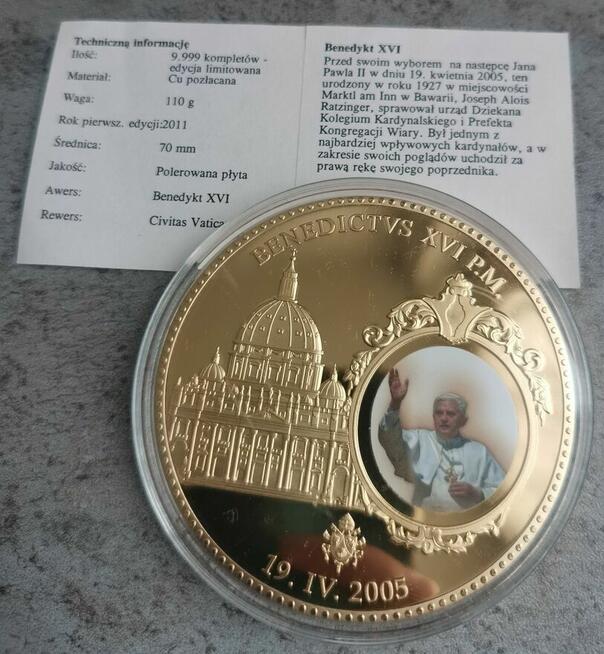 Techniczną informację
Ilość: 9.999 kompletów -
edycja limitowana
Materiał: Cu pozłacana
Waga: 110 g
Rok pierwsz. edycji:2011
Średnica: 70 mm
Jakość: Polerowana płyta
Awers: Benedykt XVI
Rewers: Civitas Vatica
Benedykt XVI
Przed swoim wyborem na następcę Jana
Pawla II w dniu 19. kwietnia 2005, ten
urodzony w roku 1927 w miejscowości
Marktl am Inn w Bawarii, Joseph Alois
Ratzinger, sprawował urząd Dziekana
Kolegium Kardynalskiego i Prefekta
Kongregacji Wiary. Był jednym z
najbardziej wpływowych kardynałów, a w
zakresie swoich poglądów uchodził za
prawą rękę swojego poprzednika.
BENEDICTVS XVI P.M.
19. IV. 2005